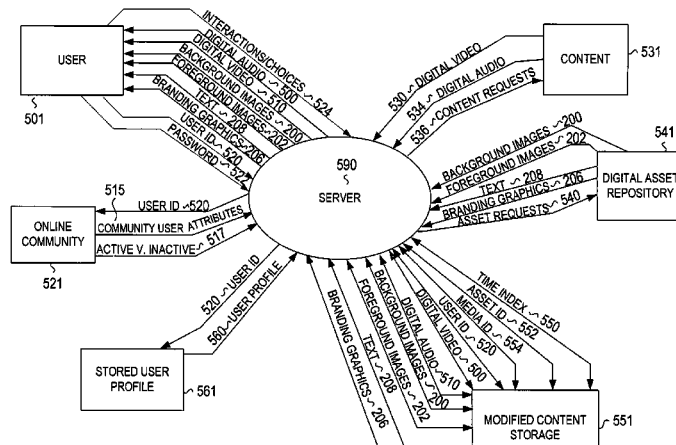 USER
501
INTERACTIONS/CHOICES 524
DIGITAL AUDIO 500
DIGITAL VIDEO 510
BACKGROUND IMAGES 200
FOREGROUND IMAGES 202
TEXT 208
BRANDING GRAPHICS 206
USER ID 520
PASSWORD 522
530 DIGITAL VIDEO
534 DIGITAL AUDIO
536 CONTENT REQUESTS
CONTENT
531
590
SERVER
BACKGROUND IMAGES 200
FOREGROUND IMAGES 202
TEXT 208
BRANDING GRAPHICS 206
ASSET REQUESTS 540
541
DIGITAL ASSET
REPOSITORY
515
USER ID 520
COMMUNITY USER ATTRIBUTES
ACTIVE V. INACTIVE 517
ONLINE
COMMUNITY
521
520 USER ID
560 USER PROFILE
STORED USER
PROFILE
561
BRANDING GRAPHICS 206
TEXT 208
FOREGROUND IMAGES 202
BACKGROUND IMAGES 200
DIGITAL AUDIO 510
DIGITAL VIDEO 500
USER ID 520
MEDIA ID 554
ASSET ID 552
TIME INDEX 550
MODIFIED CONTENT
STORAGE
551